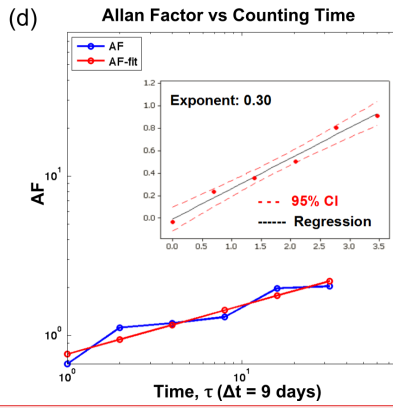 (d)
Allan Factor vs Counting Time
AF
AF-fit
1.2
1.0
0.8
0.6
0.4
0.2
0.0
Exponent: 0.30
95% CI
Regression
0.0 0.5 1.0 1.5 2.0 2.5 3.0 3.5
AF
10¹
10⁰
10⁰ 10¹
Time, τ (Δt = 9 days)